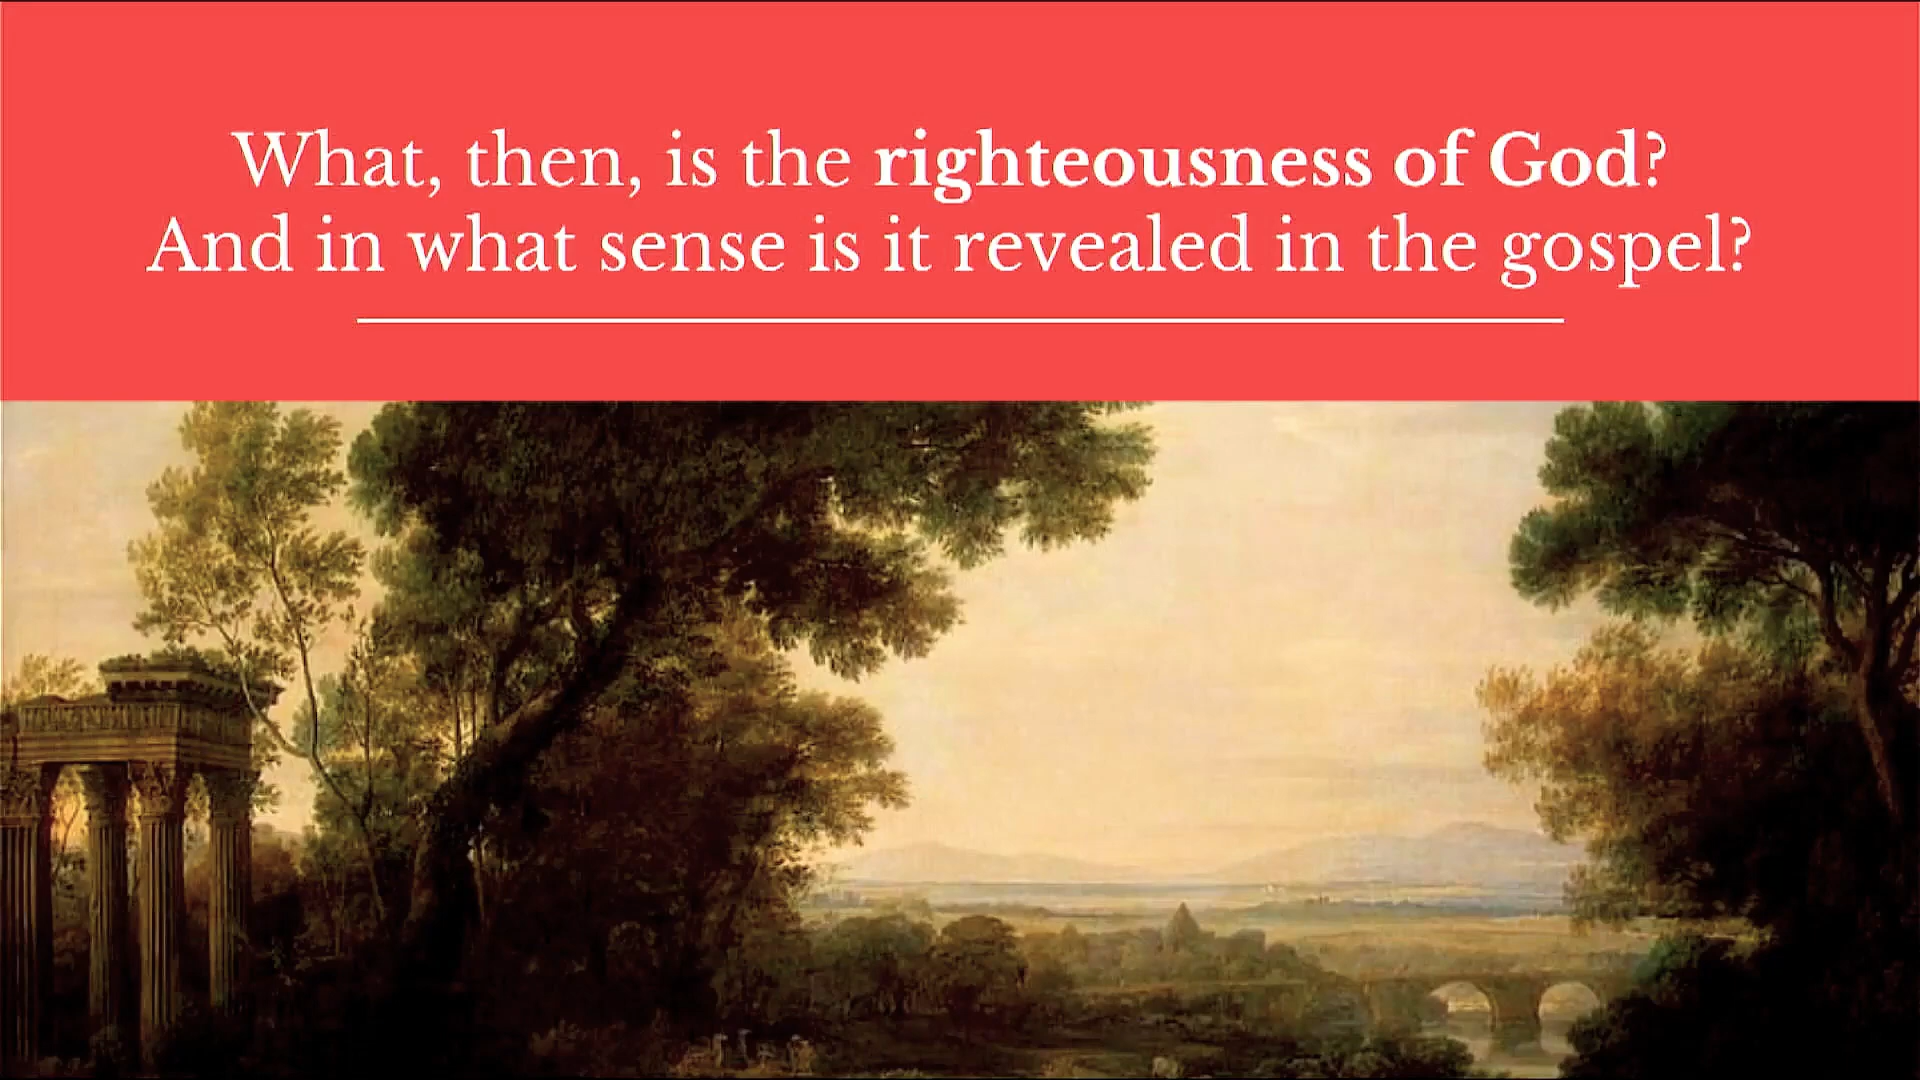 What, then, is the righteousness of God?
And in what sense is it revealed in the gospel?